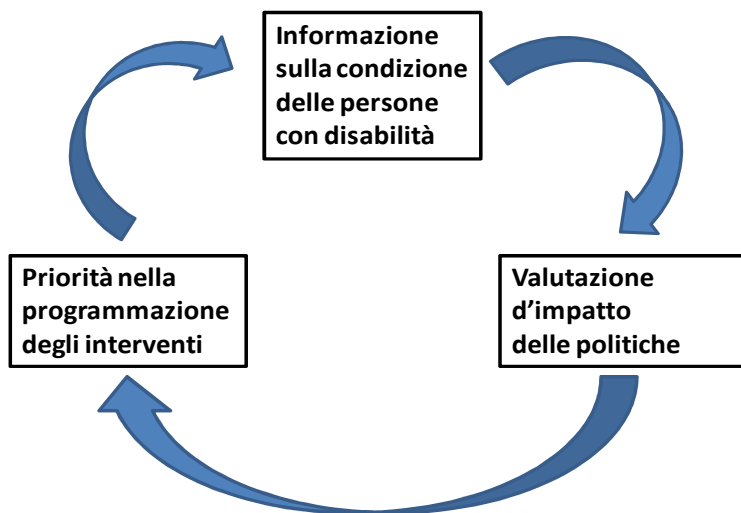 Informazione
sulla condizione
delle persone
con disabilità
Priorità nella
programmazione
degli interventi
Valutazione
d’impatto
delle politiche